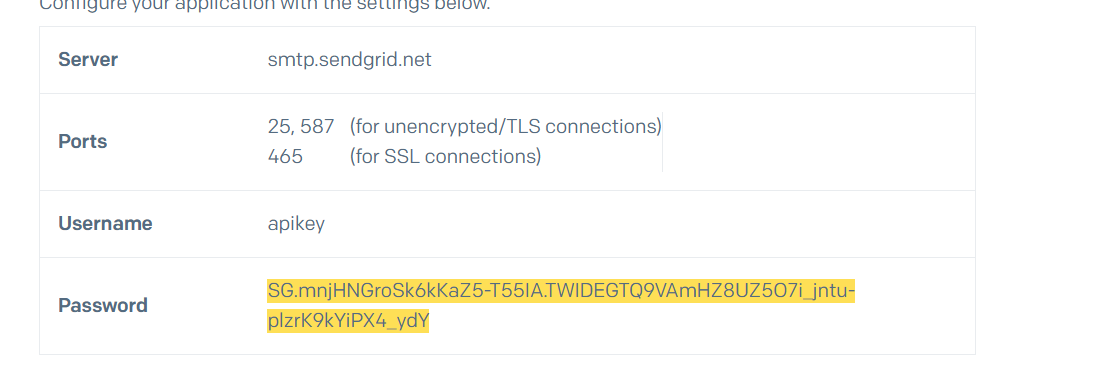 Configure your application with the settings below.
Server smtp.sendgrid.net
Ports 25, 587 (for unencrypted/TLS connections)
465 (for SSL connections)
Username apikey
Password SG.mnjHNGroSk6kKaZ5-T55IA.TWIDEGTQ9VAmHZ8UZ5O7i_jntu-
plzrK9kYiPX4_ydY